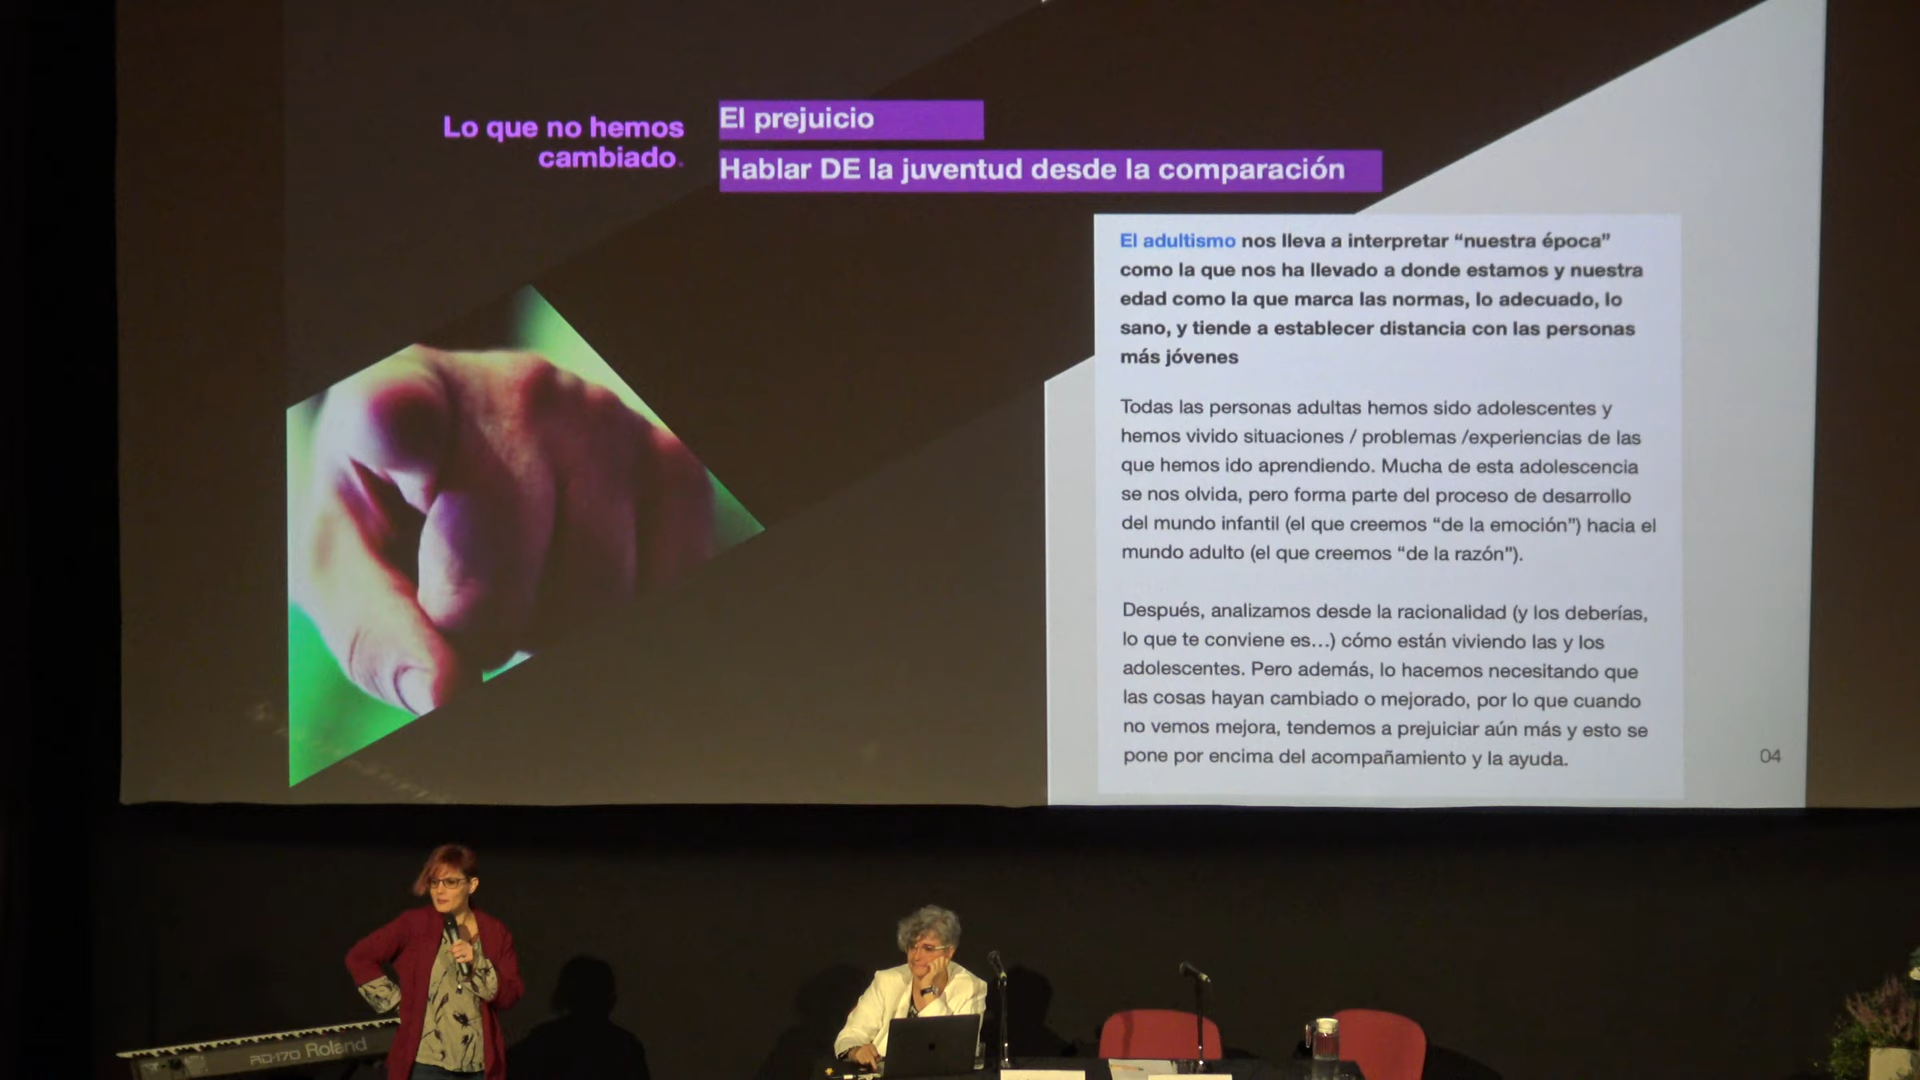 Lo que no hemos
cambiado.
El prejuicio
Hablar DE la juventud desde la comparación
El adultismo nos lleva a interpretar “nuestra época”
como la que nos ha llevado a donde estamos y nuestra
edad como la que marca las normas, lo adecuado, lo
sano, y tiende a establecer distancia con las personas
más jóvenes
Todas las personas adultas hemos sido adolescentes y
hemos vivido situaciones / problemas /experiencias de las
que hemos ido aprendiendo. Mucha de esta adolescencia
se nos olvida, pero forma parte del proceso de desarrollo
del mundo infantil (el que creemos “de la emoción”) hacia el
mundo adulto (el que creemos “de la razón”).
Después, analizamos desde la racionalidad (y los deberías,
lo que te conviene es...) cómo están viviendo las y los
adolescentes. Pero además, lo hacemos necesitando que
las cosas hayan cambiado o mejorado, por lo que cuando
no vemos mejora, tendemos a prejuiciar aún más y esto se
pone por encima del acompañamiento y la ayuda.
04
Roland